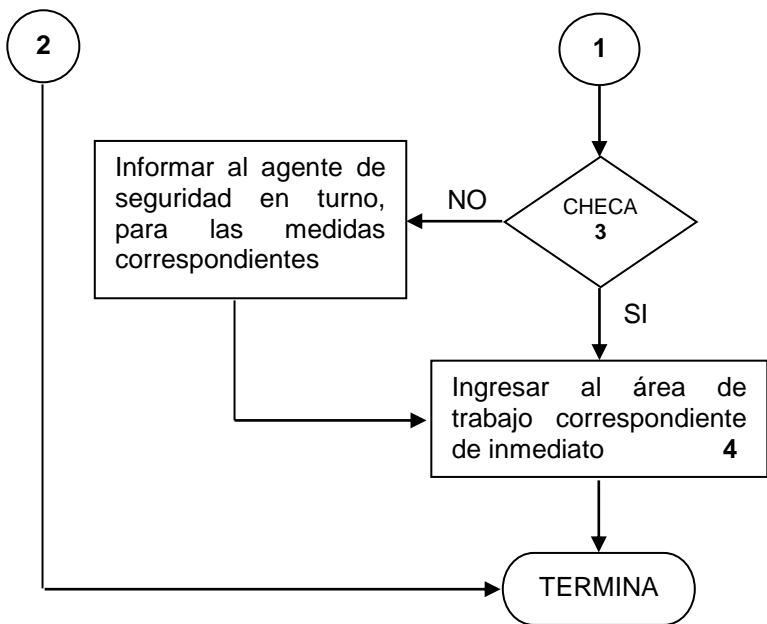 2
1
Informar al agente de
seguridad en turno,
para las medidas
correspondientes
NO
CHECA
3
SI
Ingresar al área de
trabajo correspondiente
de inmediato 4
TERMINA